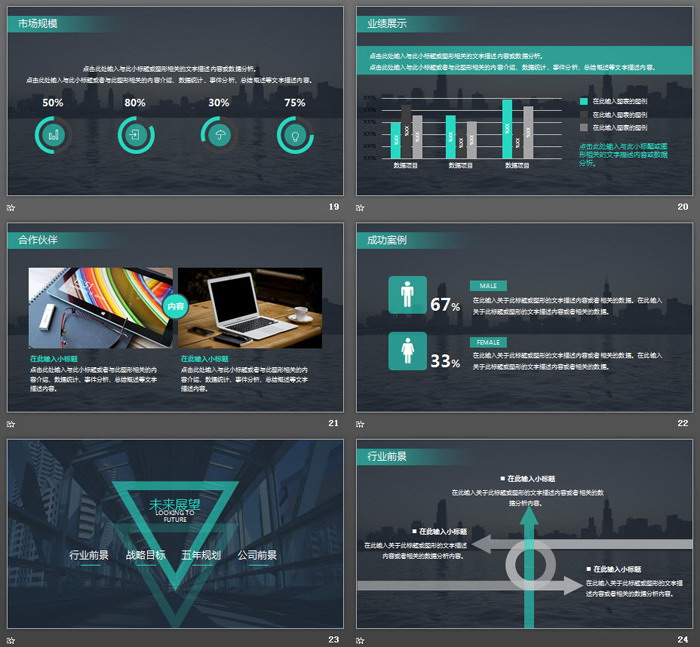 市场规模
点击此处输入与此小标题或图形相关的文字描述内容或数据分析。
点击此处输入与此小标题或者与此图形相关的内容介绍、数据统计、事件分析、总结概述等文字描述内容。
50%
80%
30%
75%
19
业绩展示
点击此处输入与此小标题或图形相关的文字描述内容或数据分析。
点击此处输入与此小标题或者与此图形相关的内容介绍、数据统计、事件分析、总结概述等文字描述内容。
在此输入图表的图例
在此输入图表的图例
在此输入图表的图例
点击此处输入与此小标题或图
形相关的文字描述内容或数据
分析。
数据项目
数据项目
数据项目
20
合作伙伴
内容
在此输入小标题
点击此处输入与此小标题或者与此图形相关的内
容介绍、数据统计、事件分析、总结概述等文字
描述内容。
在此输入小标题
点击此处输入与此小标题或者与此图形相关的内
容介绍、数据统计、事件分析、总结概述等文字
描述内容。
21
成功案例
MALE
67%
在此输入关于此标题或图形的文字描述内容或者相关的数据。在此输入
关于此标题或图形的文字描述内容或者相关的数据。
FEMALE
33%
在此输入关于此标题或图形的文字描述内容或者相关的数据。在此输入
关于此标题或图形的文字描述内容或者相关的数据。
22
未来展望
LOOKING TO
FUTURE
行业前景
战略目标
五年规划
公司前景
23
行业前景
■ 在此输入小标题
在此输入关于此标题或图形的文字描述内容或者相关的数
据分析内容。
■ 在此输入小标题
在此输入关于此标题或图形的文字描述
内容或者相关的数据分析内容。
■ 在此输入小标题
在此输入关于此标题或图形的文字描
述内容或者相关的数据分析内容。
24